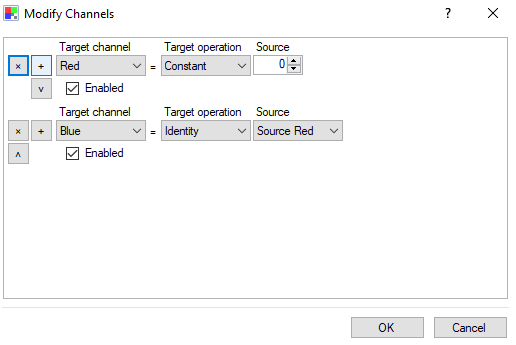 Modify Channels ? ×
Target channel Target operation Source
× + Red = Constant 0
v Enabled
Target channel Target operation Source
× + Blue = Identity Source Red
ʌ Enabled
OK Cancel